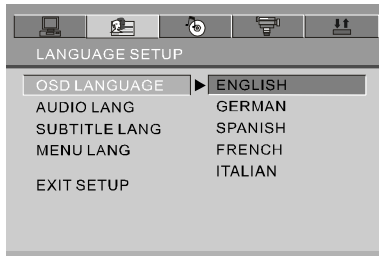 LANGUAGE SETUP
OSD LANGUAGE
AUDIO LANG
SUBTITLE LANG
MENU LANG
EXIT SETUP
ENGLISH
GERMAN
SPANISH
FRENCH
ITALIAN